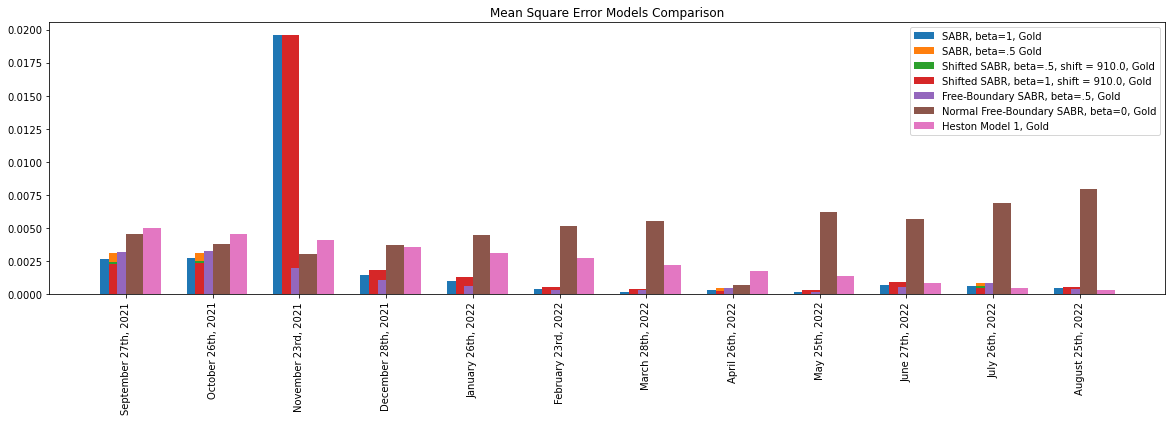 Mean Square Error Models Comparison
0.0200
0.0175
0.0150
0.0125
0.0100
0.0075
0.0050
0.0025
0.0000
SABR, beta=1, Gold
SABR, beta=.5 Gold
Shifted SABR, beta=.5, shift = 910.0, Gold
Shifted SABR, beta=1, shift = 910.0, Gold
Free-Boundary SABR, beta=.5, Gold
Normal Free-Boundary SABR, beta=0, Gold
Heston Model 1, Gold
September 27th, 2021
October 26th, 2021
November 23rd, 2021
December 28th, 2021
January 26th, 2022
February 23rd, 2022
March 28th, 2022
April 26th, 2022
May 25th, 2022
June 27th, 2022
July 26th, 2022
August 25th, 2022